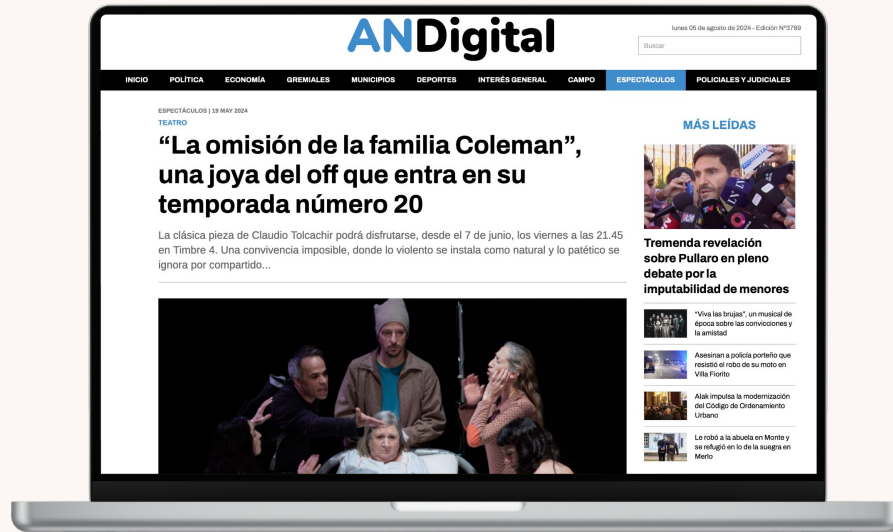 ANDigital
lunes 05 de agosto de 2024 - Edición Nº3789
Buscar
INICIO POLÍTICA ECONOMÍA GREMIALES MUNICIPIOS DEPORTES INTERÉS GENERAL CAMPO ESPECTÁCULOS POLICIALES Y JUDICIALES
ESPECTÁCULOS | 19 MAY 2024
TEATRO
“La omisión de la familia Coleman”,
una joya del off que entra en su
temporada número 20
La clásica pieza de Claudio Tolcachir podrá disfrutarse, desde el 7 de junio, los viernes a las 21.45
en Timbre 4. Una convivencia imposible, donde lo violento se instala como natural y lo patético se
ignora por compartido...
MÁS LEÍDAS
Tremenda revelación
sobre Pullaro en pleno
debate por la
imputabilidad de menores
“Viva las brujas”, un musical de
época sobre las convicciones y
la amistad
Asesinan a policía porteño que
resistió el robo de su moto en
Villa Fiorito
Alak impulsa la modernización
del Código de Ordenamiento
Urbano
Le robó a la abuela en Monte y
se refugió en lo de la suegra en
Merlo